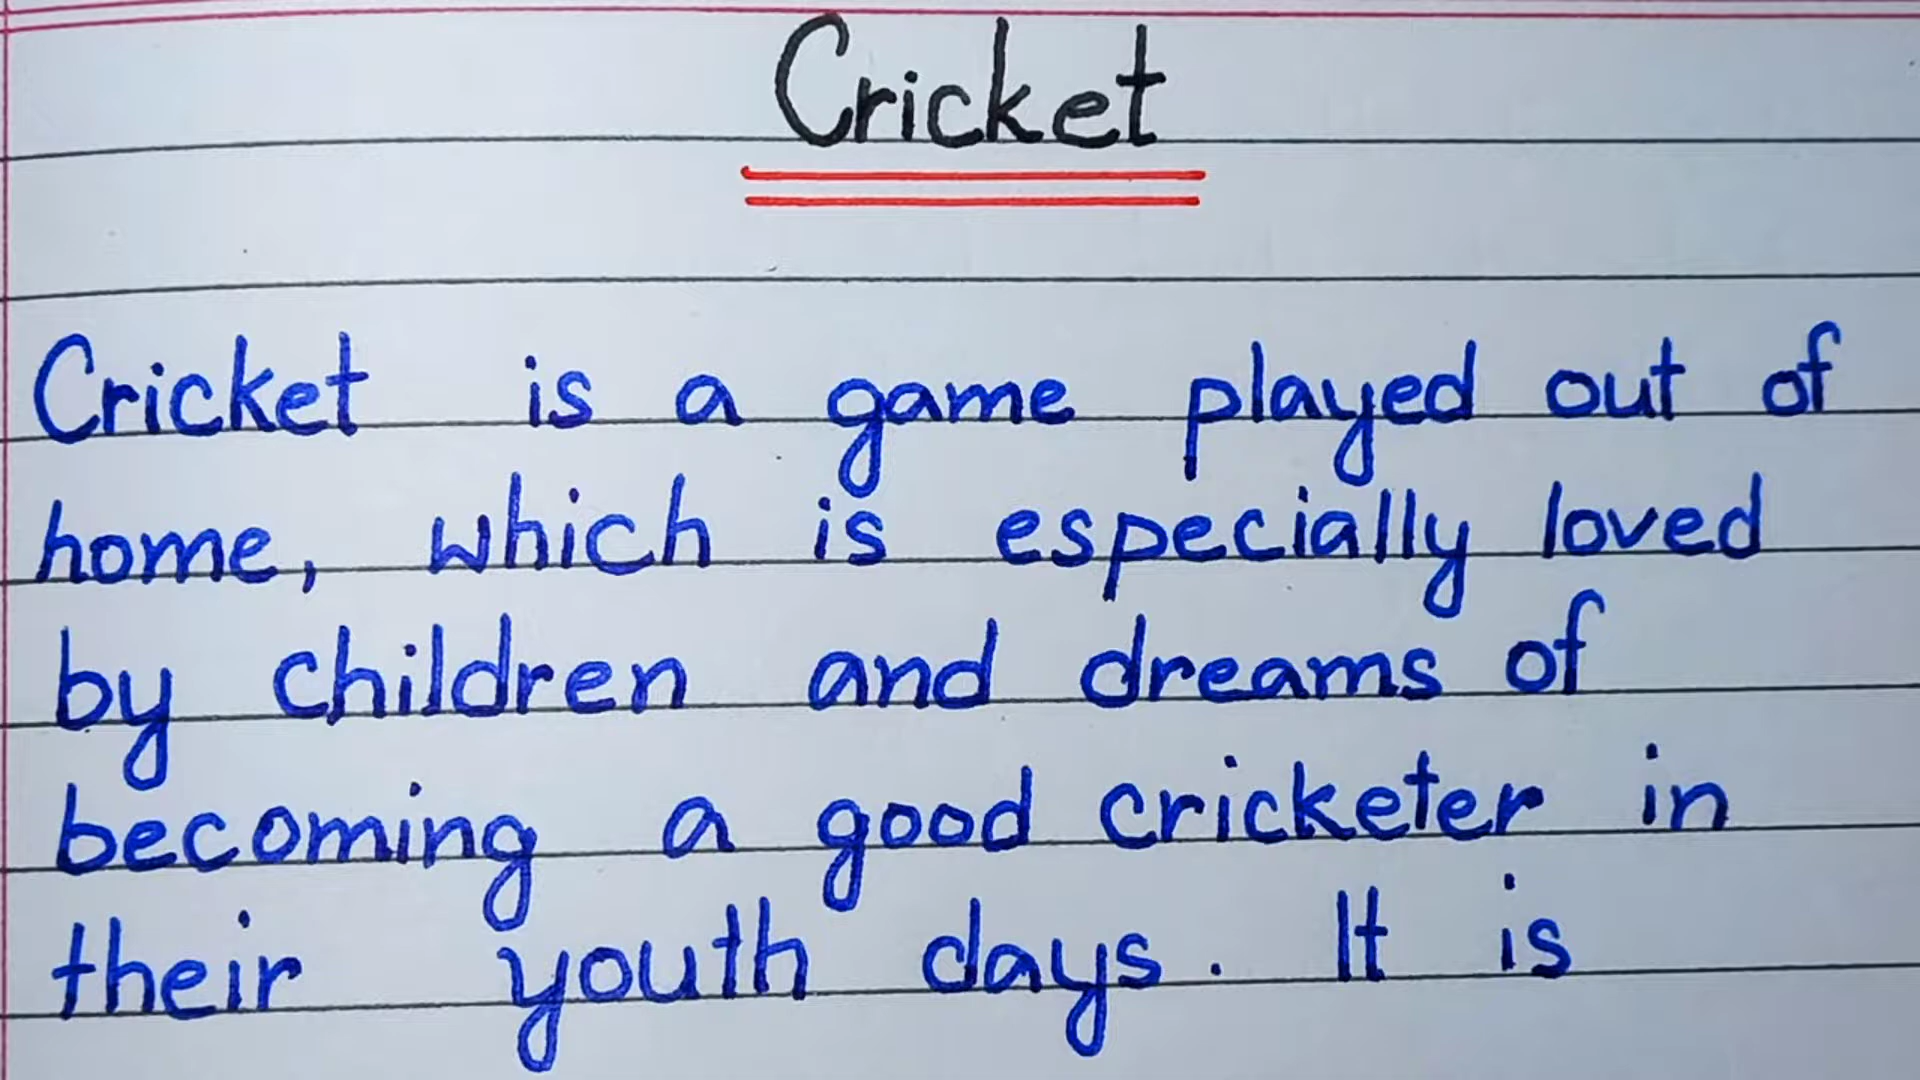 Cricket
Cricket is a game played out of
home, which is especially loved
by children and dreams of
becoming a good cricketer in
their youth days. It is